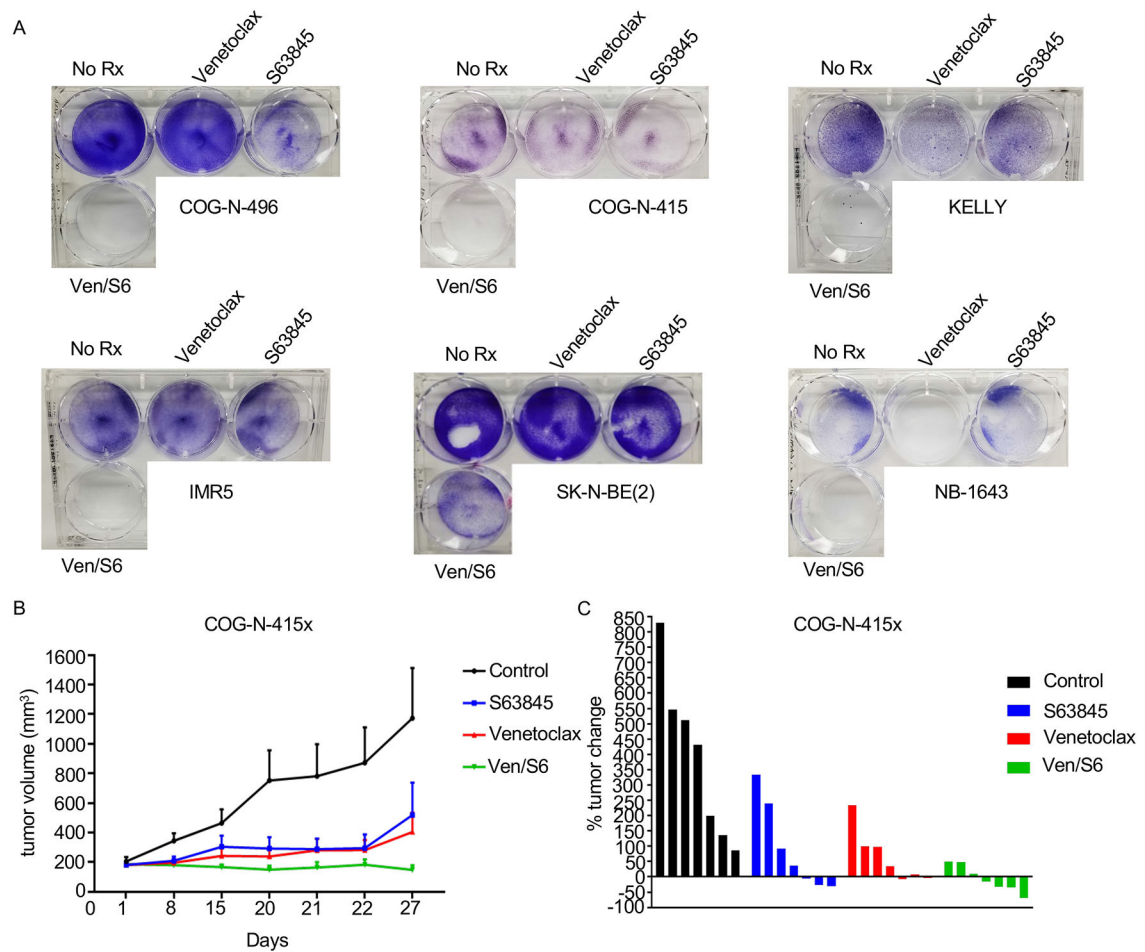 A
No Rx Venetoclax S63845
COG-N-496
Ven/S6
No Rx Venetoclax S63845
COG-N-415
Ven/S6
No Rx Venetoclax S63845
KELLY
Ven/S6
No Rx Venetoclax S63845
IMR5
Ven/S6
No Rx Venetoclax S63845
SK-N-BE(2)
Ven/S6
No Rx Venetoclax S63845
NB-1643
Ven/S6
B
COG-N-415x
tumor volume (mm³)
1600
1400
1200
1000
800
600
400
200
0
0 1 8 15 20 21 22 27
Days
Control
S63845
Venetoclax
Ven/S6
C
COG-N-415x
% tumor change
850
800
750
700
650
600
550
500
450
400
350
300
250
200
150
100
50
0
-50
-100
Control
S63845
Venetoclax
Ven/S6